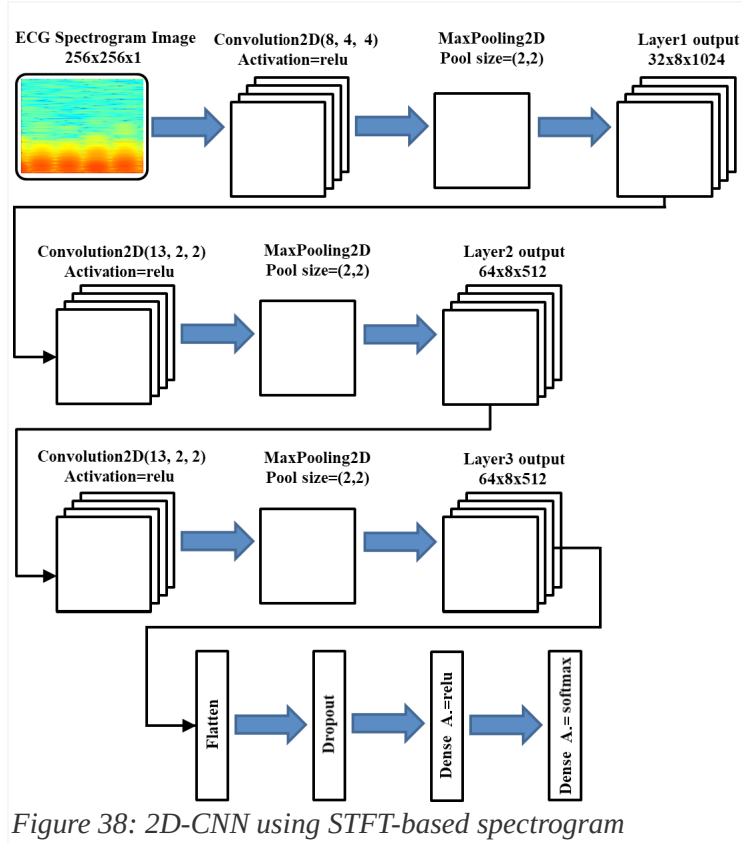 ECG Spectrogram Image
256x256x1
Convolution2D(8, 4, 4)
Activation=relu
MaxPooling2D
Pool size=(2,2)
Layer1 output
32x8x1024
Convolution2D(13, 2, 2)
Activation=relu
MaxPooling2D
Pool size=(2,2)
Layer2 output
64x8x512
Convolution2D(13, 2, 2)
Activation=relu
MaxPooling2D
Pool size=(2,2)
Layer3 output
64x8x512
Flatten
Dropout
Dense A.=relu
Dense A.= softmax
Figure 38: 2D-CNN using STFT-based spectrogram